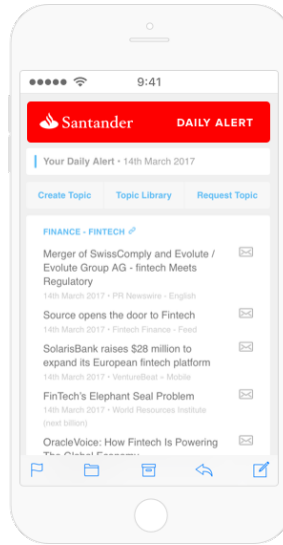 9:41
Santander DAILY ALERT
Your Daily Alert • 14th March 2017
Create Topic Topic Library Request Topic
FINANCE - FINTECH
Merger of SwissComply and Evolute /
Evolute Group AG - fintech Meets
Regulatory
14th March 2017 • PR Newswire - English
Source opens the door to Fintech
14th March 2017 • Fintech Finance - Feed
SolarisBank raises $28 million to
expand its European fintech platform
14th March 2017 • VentureBeat » Mobile
FinTech's Elephant Seal Problem
14th March 2017 • World Resources Institute
(next billion)
OracleVoice: How Fintech Is Powering
The Global Economy